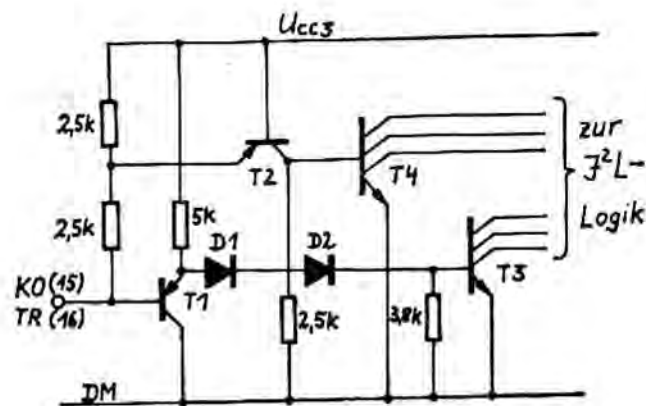 Ucc3
2,5k
zur
T2
T4
J²L-
2,5k
5k
Logik
D1
D2
KO (15)
T1
T3
TR (16)
2,5k
3,8k
DM